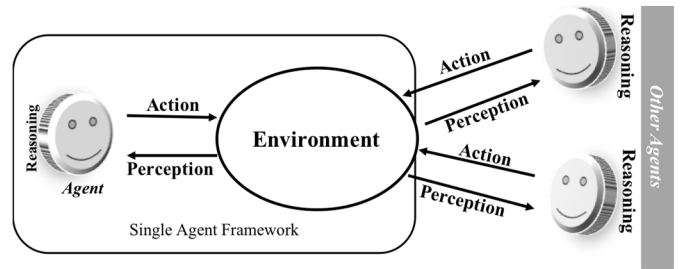 Reasoning
Agent
Action
Perception
Environment
Single Agent Framework
Action
Perception
Reasoning
Action
Perception
Reasoning
Other Agents